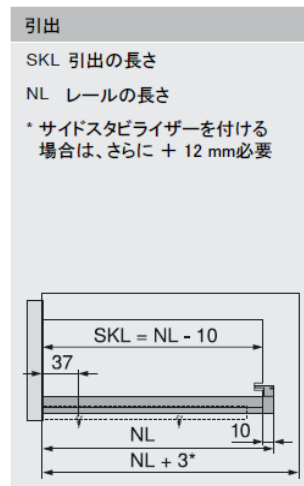 引出
SKL 引出の長さ
NL レールの長さ
* サイドスタビライザーを付ける
場合は、さらに + 12 mm必要
SKL = NL - 10
37
NL
10
NL + 3*